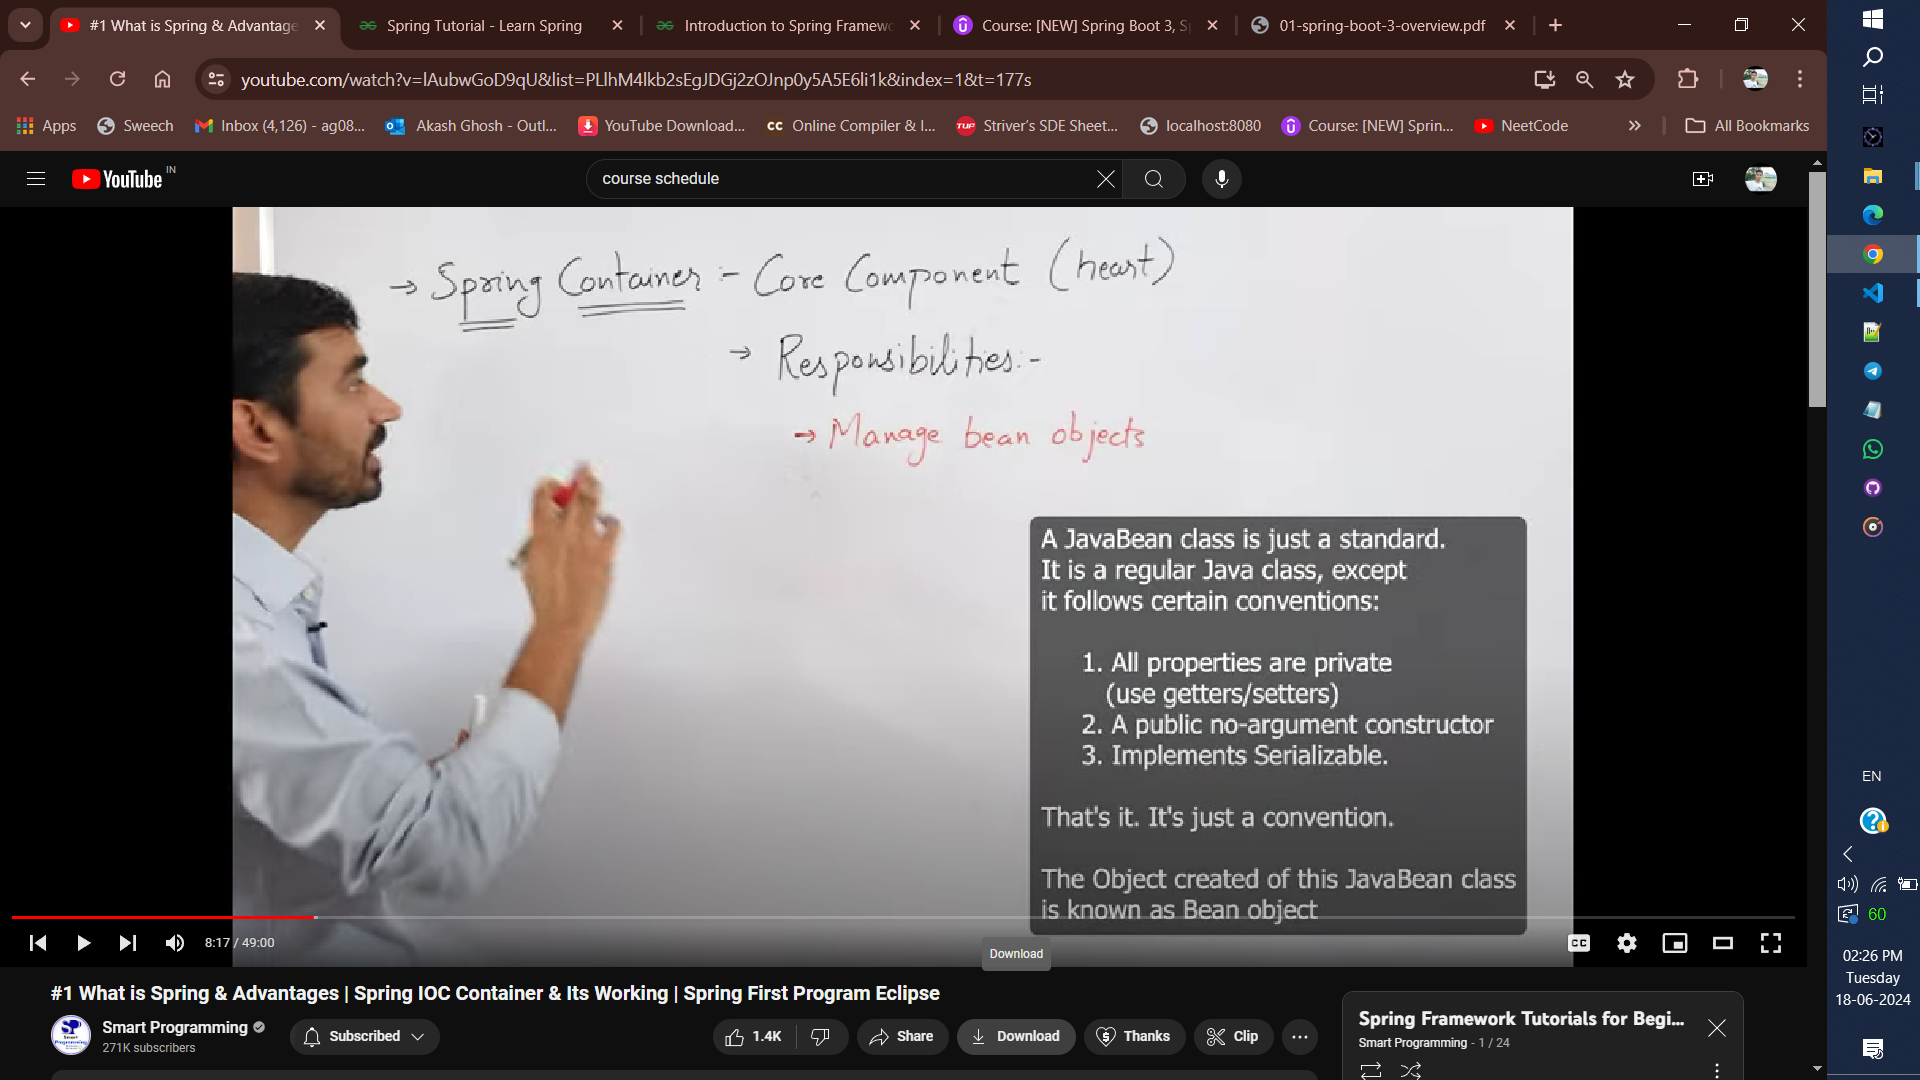 #1 What is Spring & Advantage
Spring Tutorial - Learn Spring
Introduction to Spring Framewo
Course: [NEW] Spring Boot 3, S
01-spring-boot-3-overview.pdf
youtube.com/watch?v=lAubwGoD9qU&list=PLlhM4lkb2sEgJDGj2zOJnp0y5A5E6li1k&index=1&t=177s
Apps
Sweech
Inbox (4,126) - ag08...
Akash Ghosh - Outl...
YouTube Download...
CC Online Compiler & I...
TUF Striver's SDE Sheet...
localhost:8080
Course: [NEW] Sprin...
NeetCode
All Bookmarks
YouTube IN
course schedule
→ Spring Container :- Core Component (heart)
→ Responsibilities:-
→ Manage bean objects
A JavaBean class is just a standard.
It is a regular Java class, except
it follows certain conventions:
1. All properties are private
(use getters/setters)
2. A public no-argument constructor
3. Implements Serializable.
That's it. It's just a convention.
The Object created of this JavaBean class
is known as Bean object
8:17 / 49:00
CC
Download
#1 What is Spring & Advantages | Spring IOC Container & Its Working | Spring First Program Eclipse
SP
Smart Programming
Smart Programming
271K subscribers
Subscribed
1.4K
Share
Download
Thanks
Clip
Spring Framework Tutorials for Begi...
Smart Programming - 1 / 24
EN
60
02:26 PM
Tuesday
18-06-2024